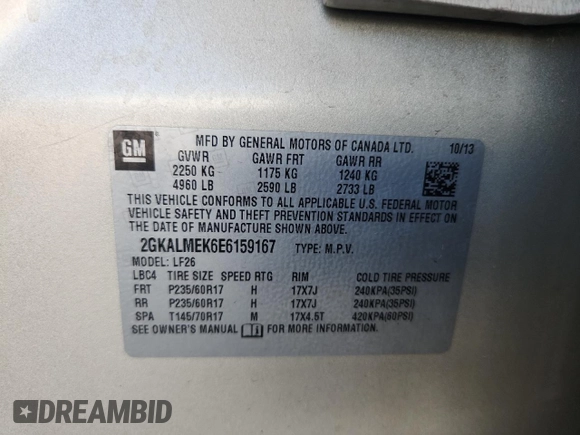 GM
MFD BY GENERAL MOTORS OF CANADA LTD. 10/13
GVWR GAWR FRT GAWR RR
2250 KG 1175 KG 1240 KG
4960 LB 2590 LB 2733 LB
THIS VEHICLE CONFORMS TO ALL APPLICABLE U.S. FEDERAL MOTOR
VEHICLE SAFETY AND THEFT PREVENTION STANDARDS IN EFFECT ON
THE DATE OF MANUFACTURE SHOWN ABOVE.
2GKALMEK6E6159167 TYPE: M.P.V.
MODEL: LF26
LBC4 TIRE SIZE SPEED RTG RIM COLD TIRE PRESSURE
FRT P235/60R17 H 17X7J 240KPA(35PSI)
RR P235/60R17 H 17X7J 240KPA(35PSI)
SPA T145/70R17 M 17X4.5T 420KPA(60PSI)
SEE OWNER'S MANUAL FOR MORE INFORMATION.
DREAMBID